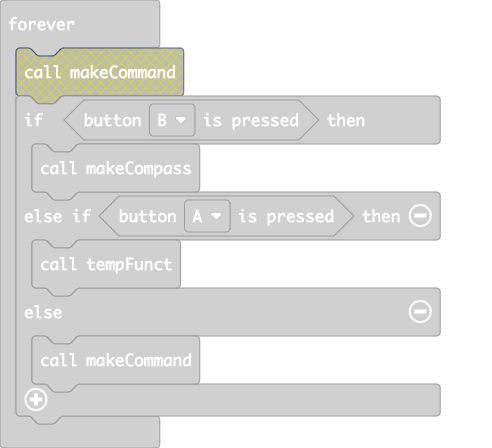 forever
call makeCommand
if button B is pressed then
call makeCompass
else if button A is pressed then
call tempFunct
else
call makeCommand